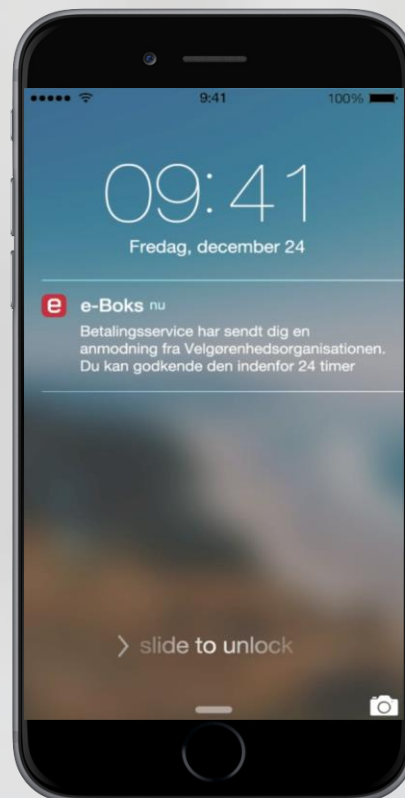 9:41
100%
09:41
Fredag, december 24
e
e-Boks nu
Betalingsservice har sendt dig en
anmodning fra Velgørenhedsorganisationen.
Du kan godkende den indenfor 24 timer
slide to unlock